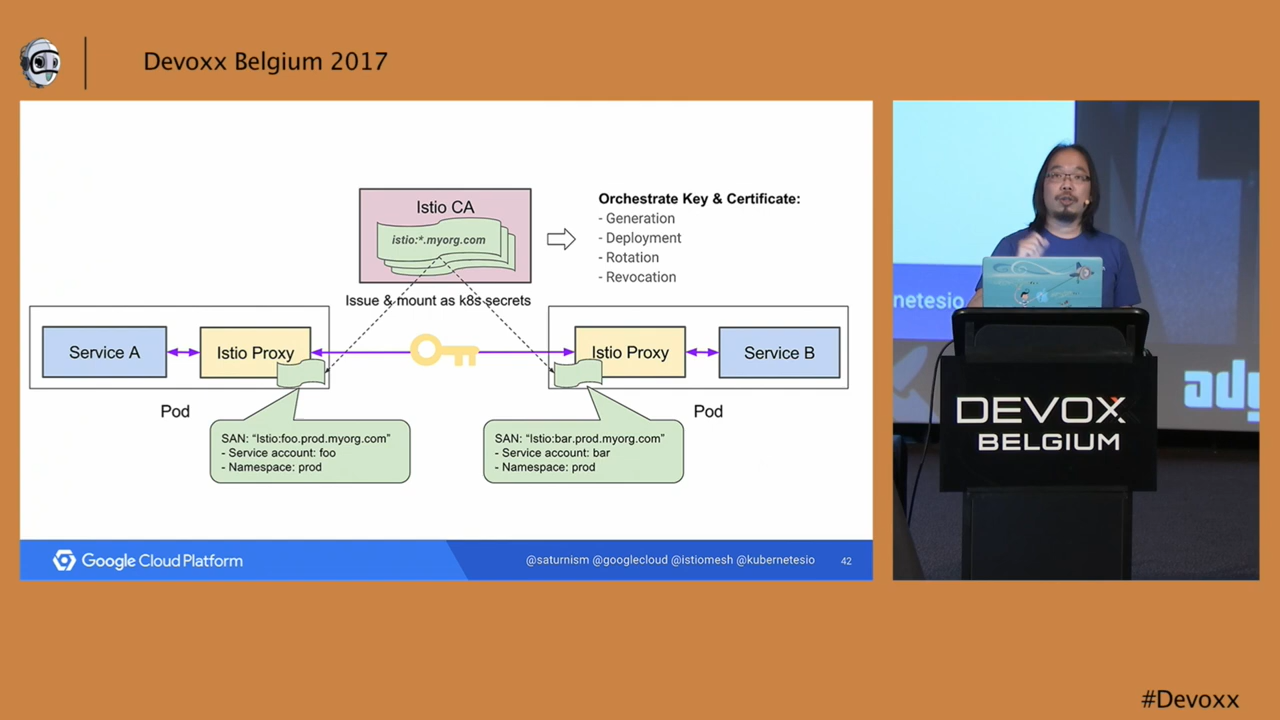 Devoxx Belgium 2017
Istio CA
istio:*.myorg.com
Orchestrate Key & Certificate:
- Generation
- Deployment
- Rotation
- Revocation
Issue & mount as k8s secrets
Service A
Istio Proxy
Istio Proxy
Service B
Pod
Pod
SAN: “Istio:foo.prod.myorg.com”
- Service account: foo
- Namespace: prod
SAN: “Istio:bar.prod.myorg.com”
- Service account: bar
- Namespace: prod
Google Cloud Platform
@saturnism @googlecloud @istiomesh @kubernetesio
42
netesio
DEVOXX
BELGIUM
#Devoxx